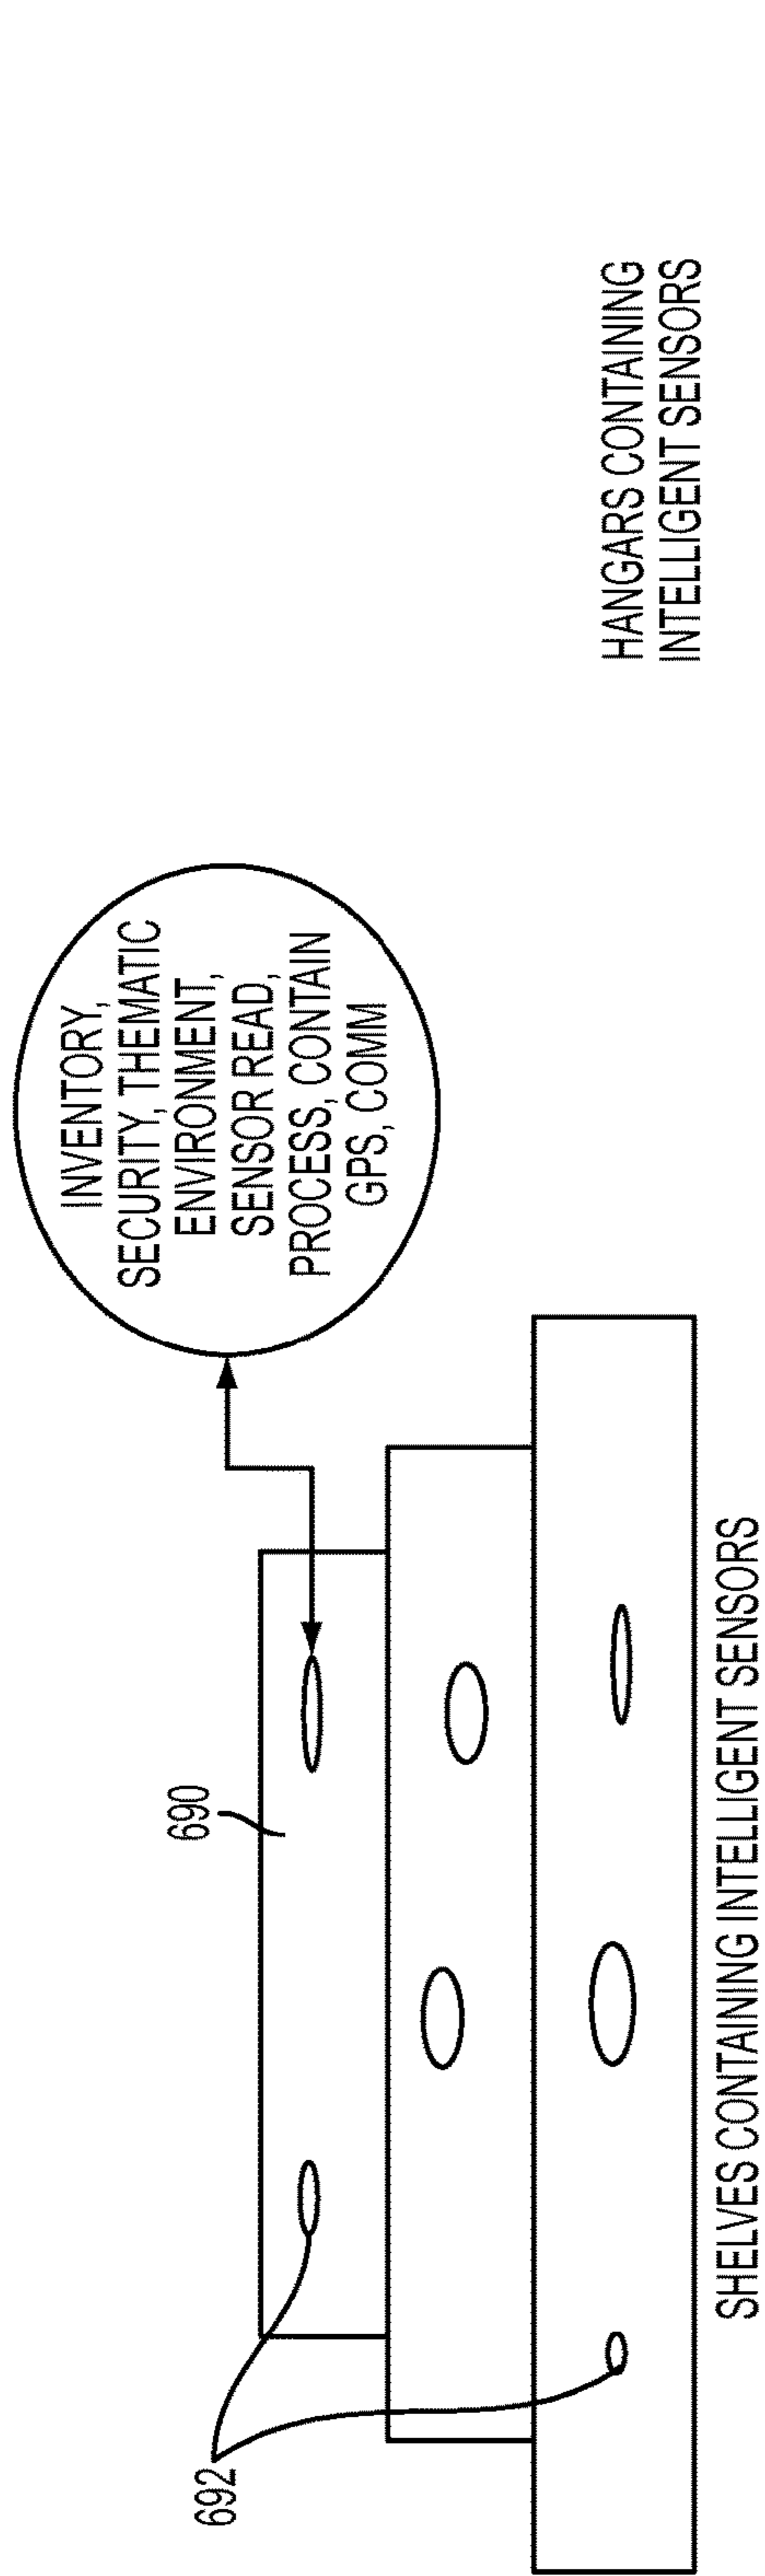 INVENTORY,
SECURITY, THEMATIC
ENVIRONMENT,
SENSOR READ,
PROCESS, CONTAIN
GPS, COMM
690
692
SHELVES CONTAINING INTELLIGENT SENSORS
HANGARS CONTAINING
INTELLIGENT SENSORS